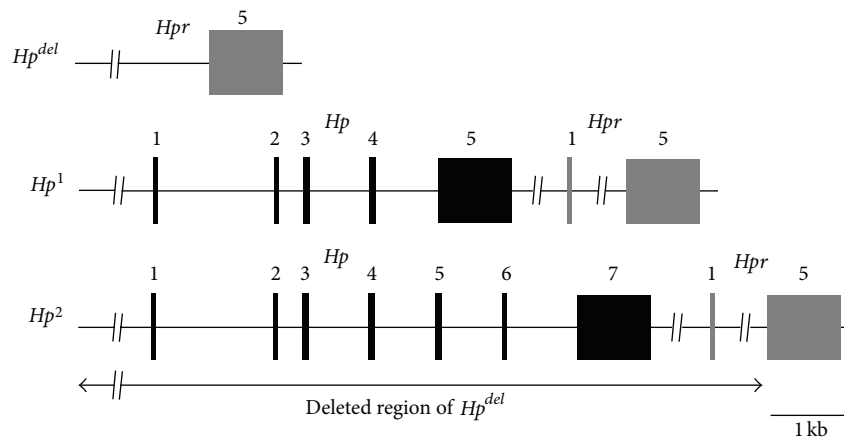 Hpr 5
Hp^del
Hp Hpr
1 2 3 4 5 1 5
Hp^1
Hp Hpr
1 2 3 4 5 6 7 1 5
Hp^2
Deleted region of Hp^del
1 kb